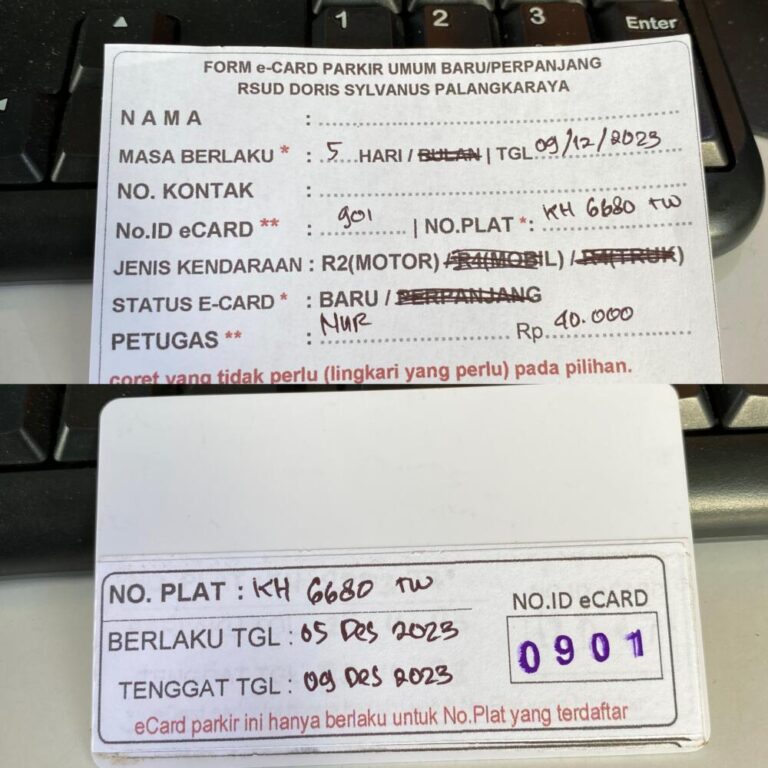 1 2 3 Enter
FORM e-CARD PARKIR UMUM BARU/PERPANJANG
RSUD DORIS SYLVANUS PALANGKARAYA
N A M A :
MASA BERLAKU * : 5 HARI / BULAN | TGL 09/12/2023
NO. KONTAK :
No.ID eCARD ** : 901 | NO.PLAT *: KH 6680 TW
JENIS KENDARAAN : R2(MOTOR) / R4(MOBIL) / R4(TRUK)
STATUS E-CARD * : BARU / PERPANJANG
PETUGAS ** : NUR Rp. 40.000
coret yang tidak perlu (lingkari yang perlu) pada pilihan.
NO. PLAT : KH 6680 TW
BERLAKU TGL : 05 Des 2023
TENGGAT TGL : 09 Des 2023
NO.ID eCARD
0901
eCard parkir ini hanya berlaku untuk No.Plat yang terdaftar